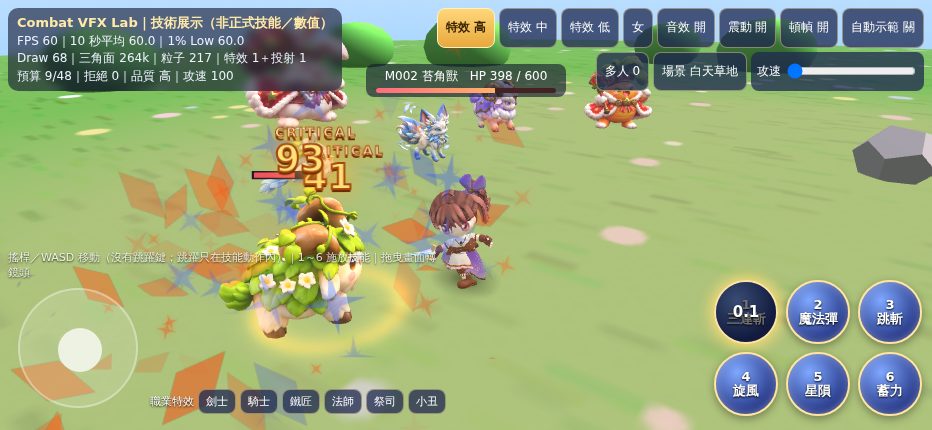 Combat VFX Lab｜技術展示（非正式技能／數值）
FPS 60｜10 秒平均 60.0｜1% Low 60.0
Draw 68｜三角面 264k｜粒子 217｜特效 1＋投射 1
預算 9/48｜拒絕 0｜品質 高｜攻速 100
特效 高
特效 中
特效 低
女
音效 開
震動 開
頓幀 開
自動示範 關
多人 0
場景 白天草地
攻速
M002 苔角獸 HP 398 / 600
CRITICAL
93
CRITICAL
41
搖桿／WASD 移動（沒有跳躍鍵；跳躍只在技能動作內）｜1～6 施放技能｜拖曳畫面轉
鏡頭
1
三連斬
0.1
2
魔法彈
3
跳斬
4
旋風
5
星隕
6
蓄力
職業特效
劍士
騎士
鐵匠
法師
祭司
小丑